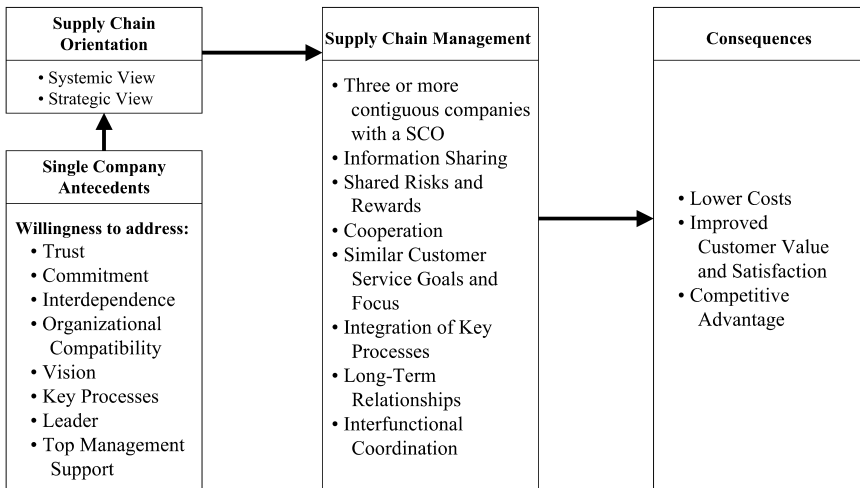 Supply Chain
Orientation
• Systemic View
• Strategic View
Single Company
Antecedents
Willingness to address:
• Trust
• Commitment
• Interdependence
• Organizational
Compatibility
• Vision
• Key Processes
• Leader
• Top Management
Support
Supply Chain Management
• Three or more
contiguous companies
with a SCO
• Information Sharing
• Shared Risks and
Rewards
• Cooperation
• Similar Customer
Service Goals and
Focus
• Integration of Key
Processes
• Long-Term
Relationships
• Interfunctional
Coordination
Consequences
• Lower Costs
• Improved
Customer Value
and Satisfaction
• Competitive
Advantage